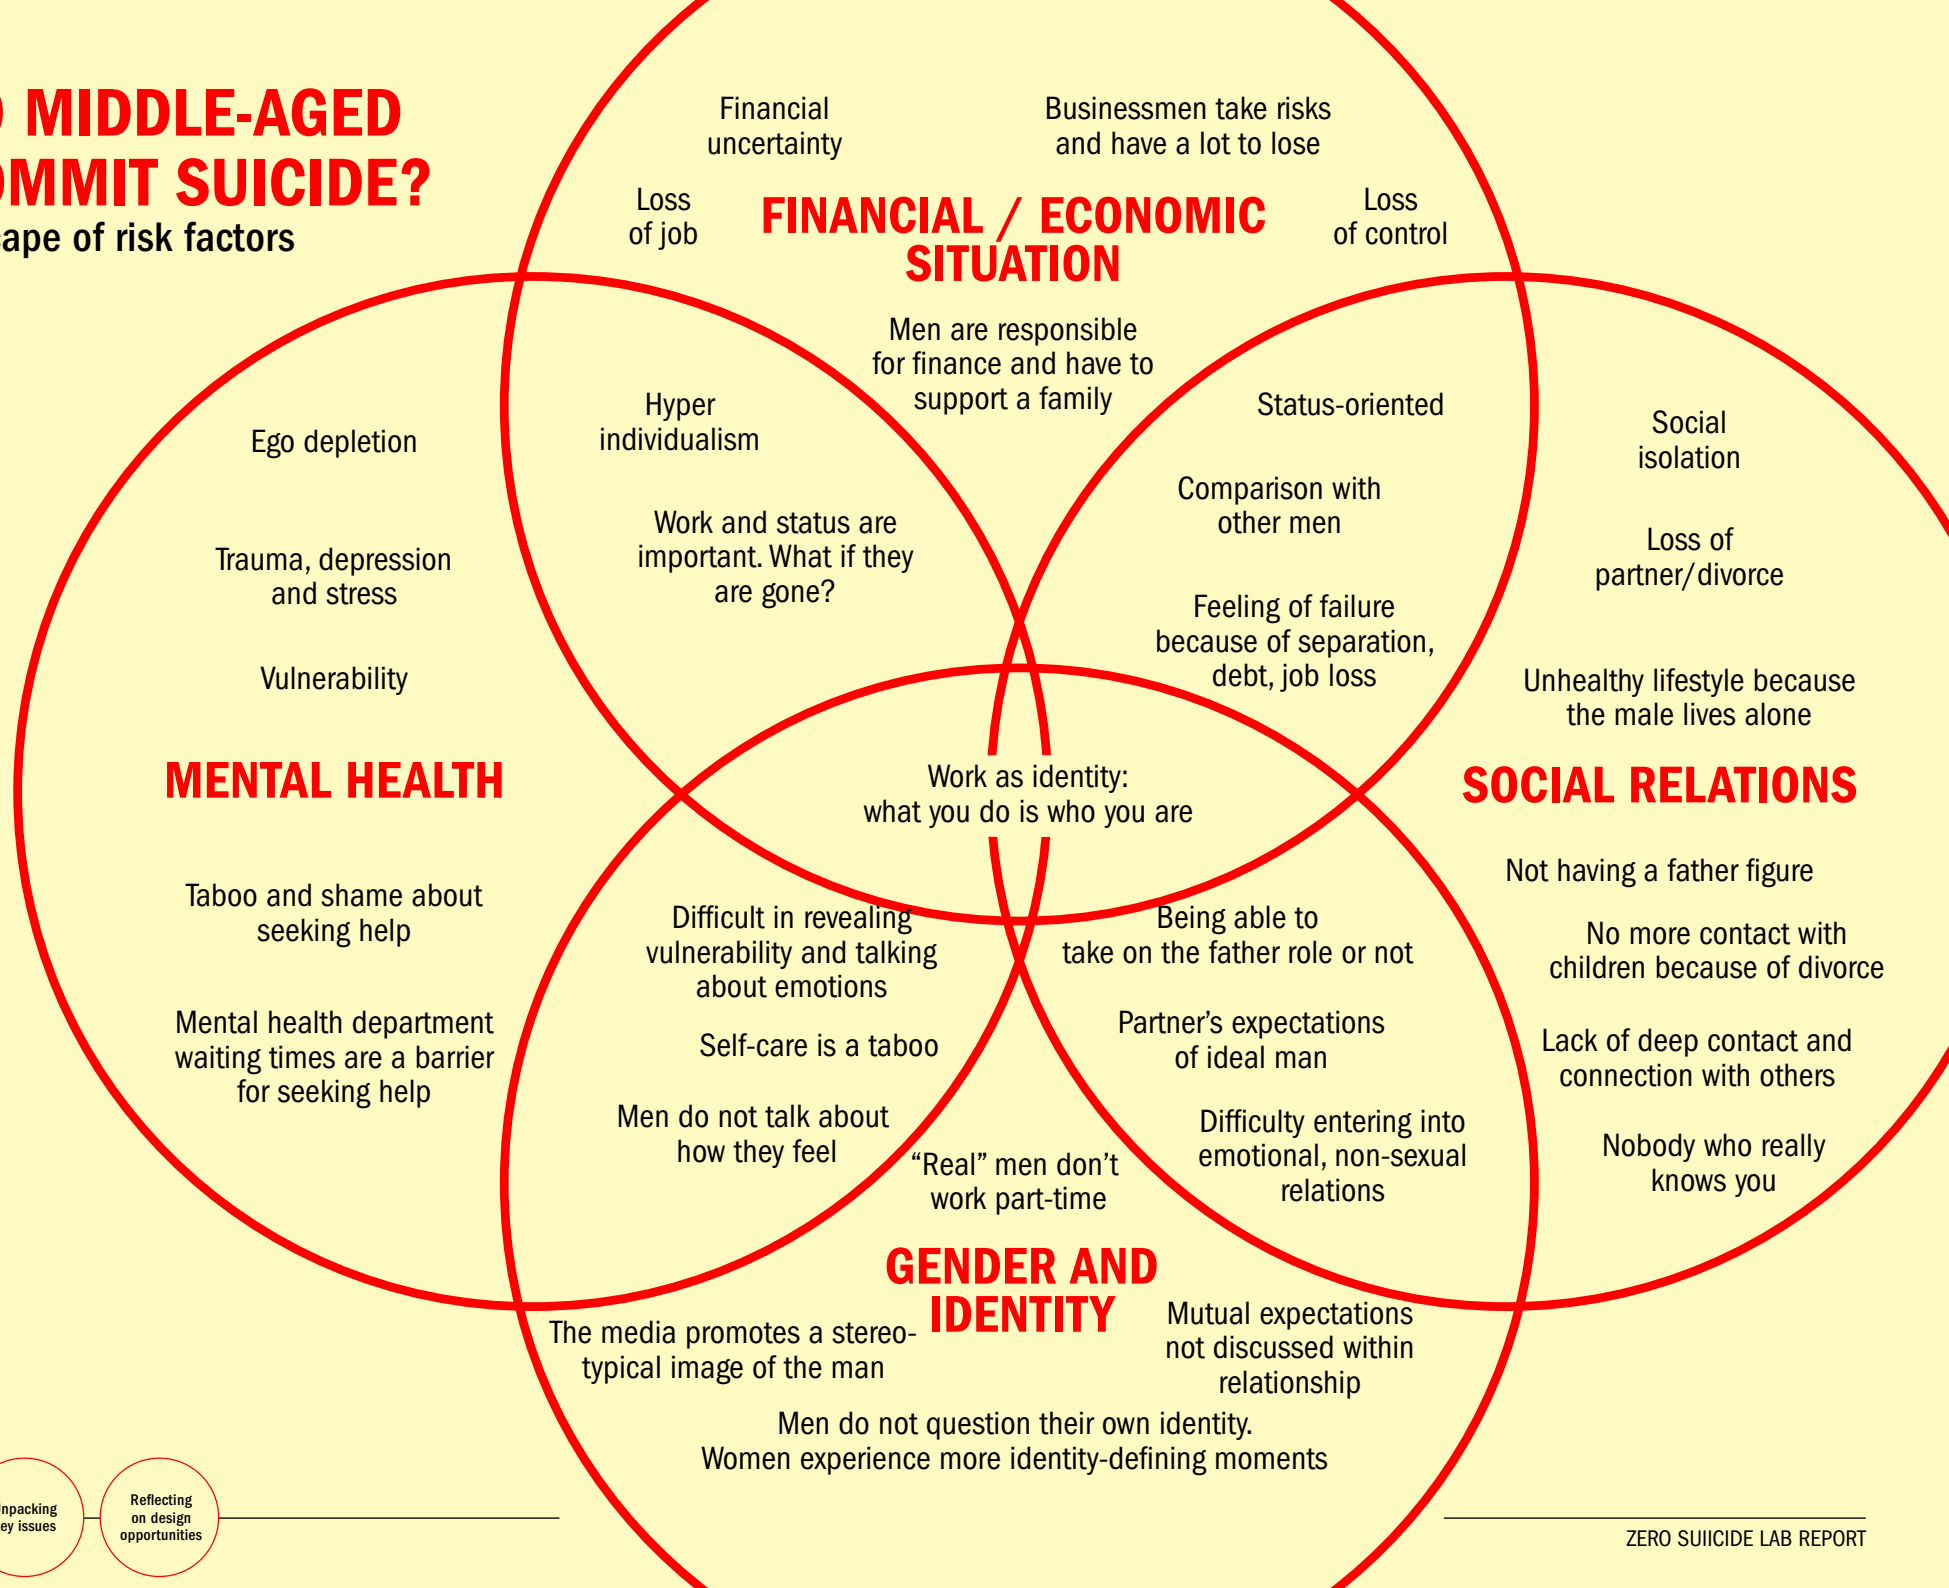 MIDDLE-AGED
OMMIT SUICIDE?
ape of risk factors
Financial
uncertainty
Businessmen take risks
and have a lot to lose
Loss
of job
FINANCIAL / ECONOMIC
SITUATION
Loss
of control
Men are responsible
for finance and have to
support a family
Hyper
individualism
Work and status are
important. What if they
are gone?
Status-oriented
Comparison with
other men
Feeling of failure
because of separation,
debt, job loss
Ego depletion
Trauma, depression
and stress
Vulnerability
MENTAL HEALTH
Taboo and shame about
seeking help
Mental health department
waiting times are a barrier
for seeking help
Social
isolation
Loss of
partner/divorce
Unhealthy lifestyle because
the male lives alone
SOCIAL RELATIONS
Not having a father figure
No more contact with
children because of divorce
Lack of deep contact and
connection with others
Nobody who really
knows you
Work as identity:
what you do is who you are
Difficult in revealing
vulnerability and talking
about emotions
Self-care is a taboo
Men do not talk about
how they feel
Being able to
take on the father role or not
Partner’s expectations
of ideal man
Difficulty entering into
emotional, non-sexual
relations
“Real” men don’t
work part-time
GENDER AND
IDENTITY
The media promotes a stereo-
typical image of the man
Mutual expectations
not discussed within
relationship
Men do not question their own identity.
Women experience more identity-defining moments
npacking
ey issues
Reflecting
on design
opportunities
ZERO SUIICIDE LAB REPORT